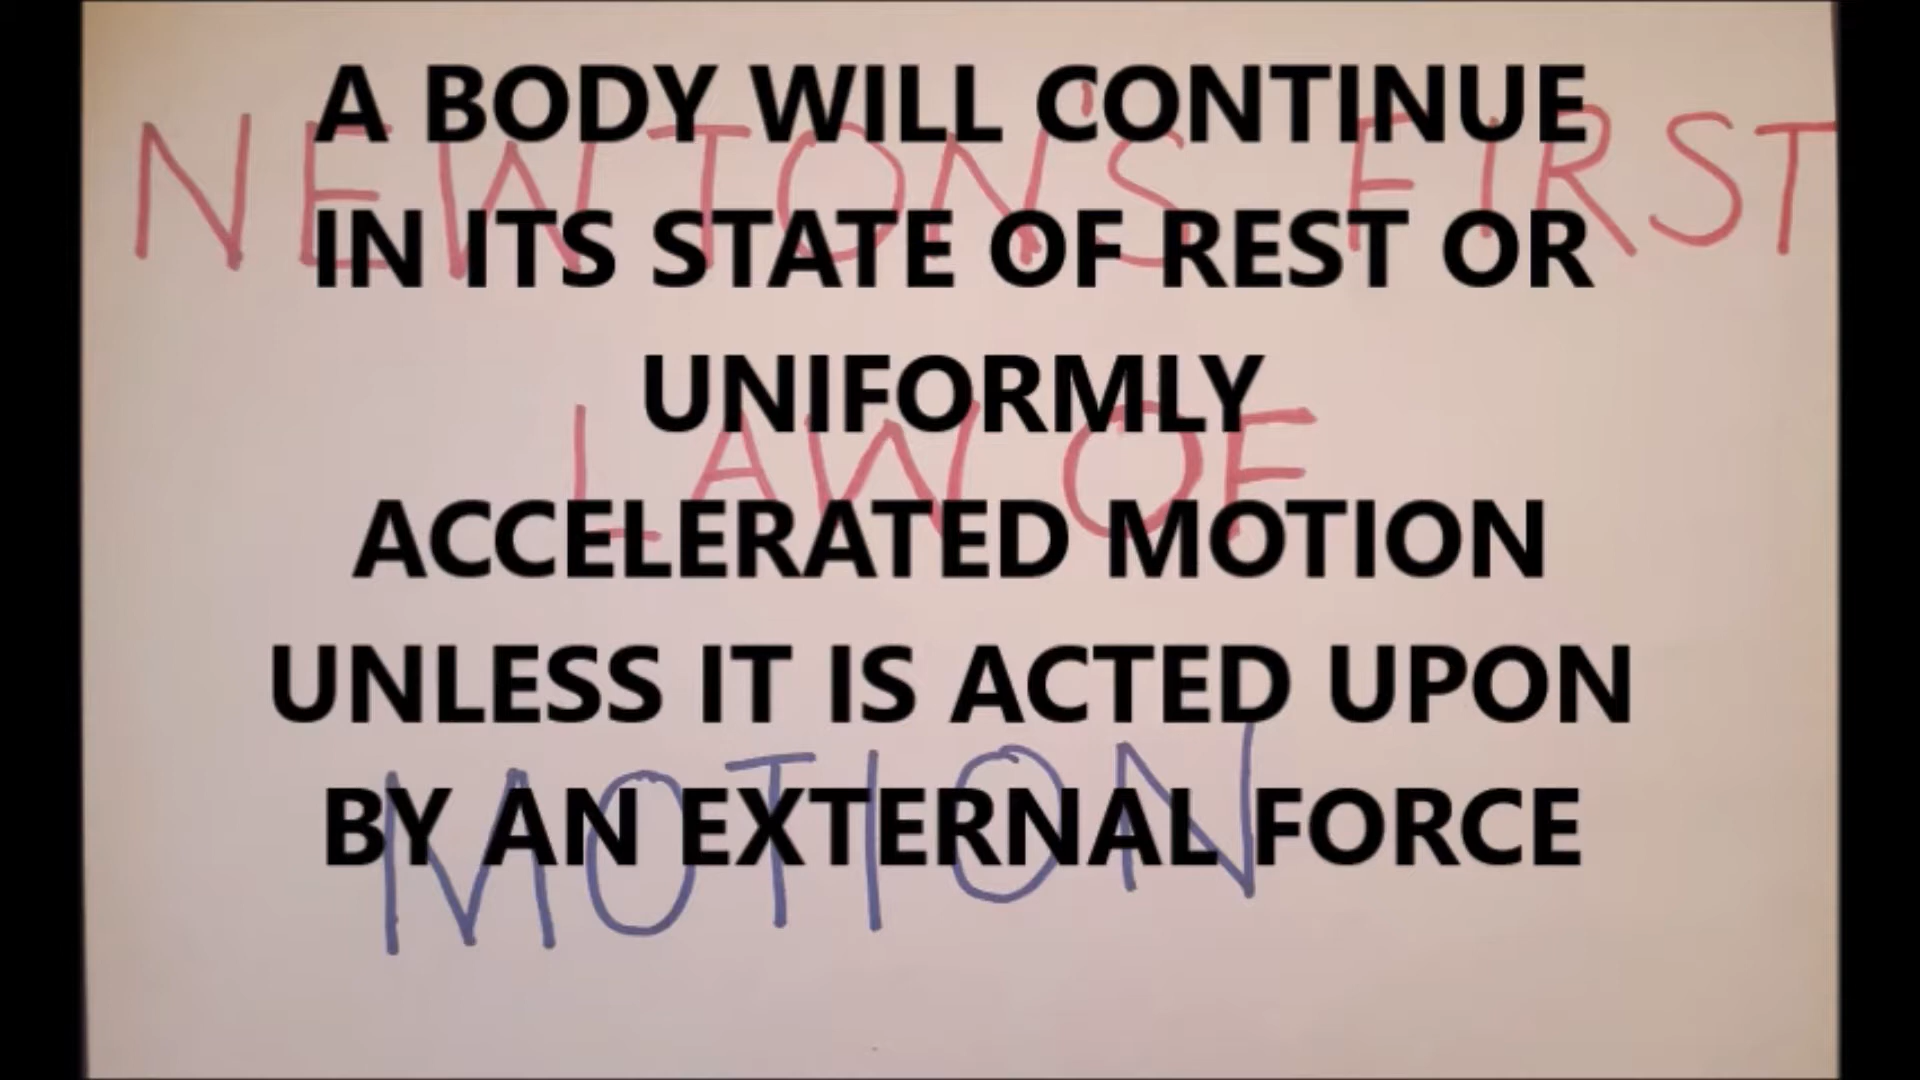 A BODY WILL CONTINUE
IN ITS STATE OF REST OR
UNIFORMLY
ACCELERATED MOTION
UNLESS IT IS ACTED UPON
BY AN EXTERNAL FORCE
NEWTON'S FIRST
LAW OF
MOTION